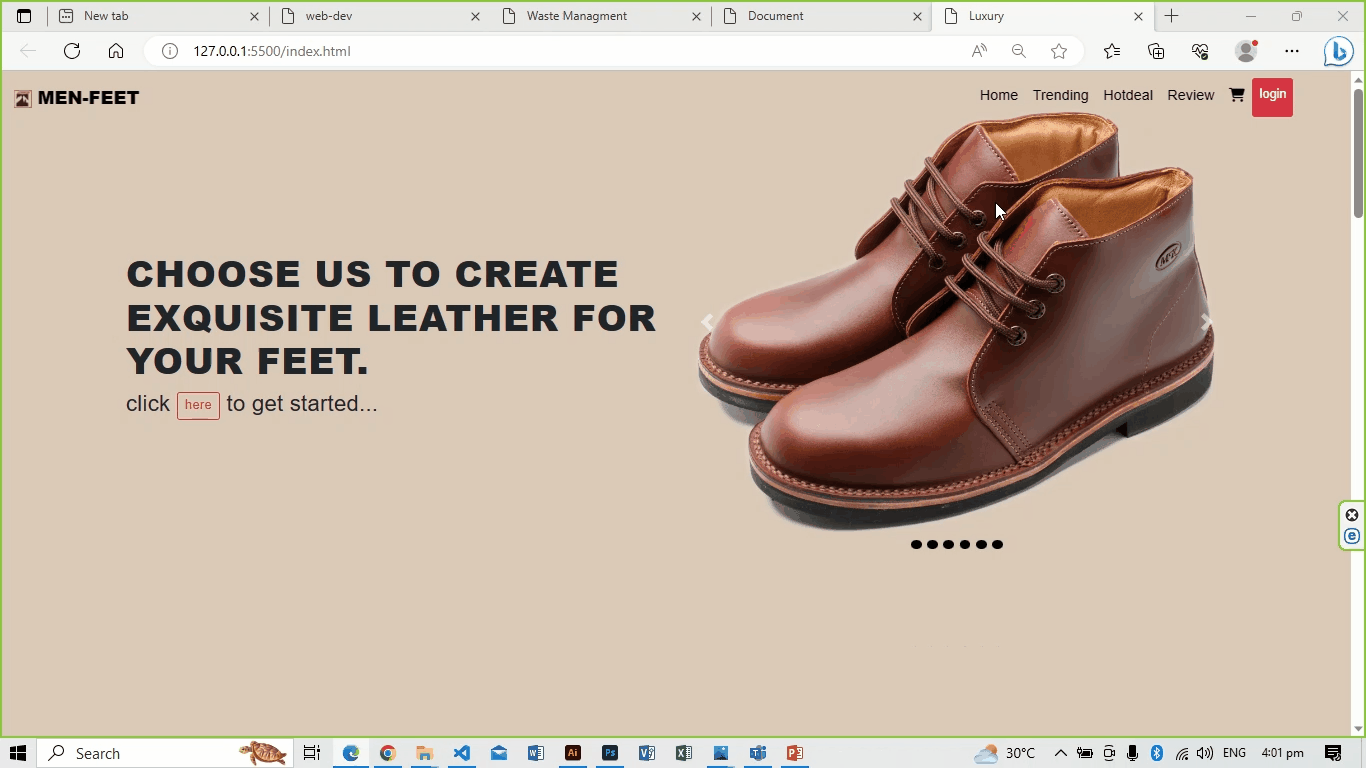 New tab
web-dev
Waste Managment
Document
Luxury
127.0.0.1:5500/index.html
MEN-FEET
Home
Trending
Hotdeal
Review
login
CHOOSE US TO CREATE
EXQUISITE LEATHER FOR
YOUR FEET.
click here to get started...
Search
30°C
ENG
4:01 pm